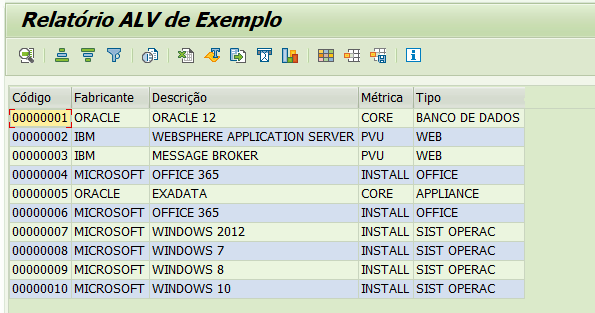 Relatório ALV de Exemplo
Código Fabricante Descrição Métrica Tipo
00000001 ORACLE ORACLE 12 CORE BANCO DE DADOS
00000002 IBM WEBSPHERE APPLICATION SERVER PVU WEB
00000003 IBM MESSAGE BROKER PVU WEB
00000004 MICROSOFT OFFICE 365 INSTALL OFFICE
00000005 ORACLE EXADATA CORE APPLIANCE
00000006 MICROSOFT OFFICE 365 INSTALL OFFICE
00000007 MICROSOFT WINDOWS 2012 INSTALL SIST OPERAC
00000008 MICROSOFT WINDOWS 7 INSTALL SIST OPERAC
00000009 MICROSOFT WINDOWS 8 INSTALL SIST OPERAC
00000010 MICROSOFT WINDOWS 10 INSTALL SIST OPERAC